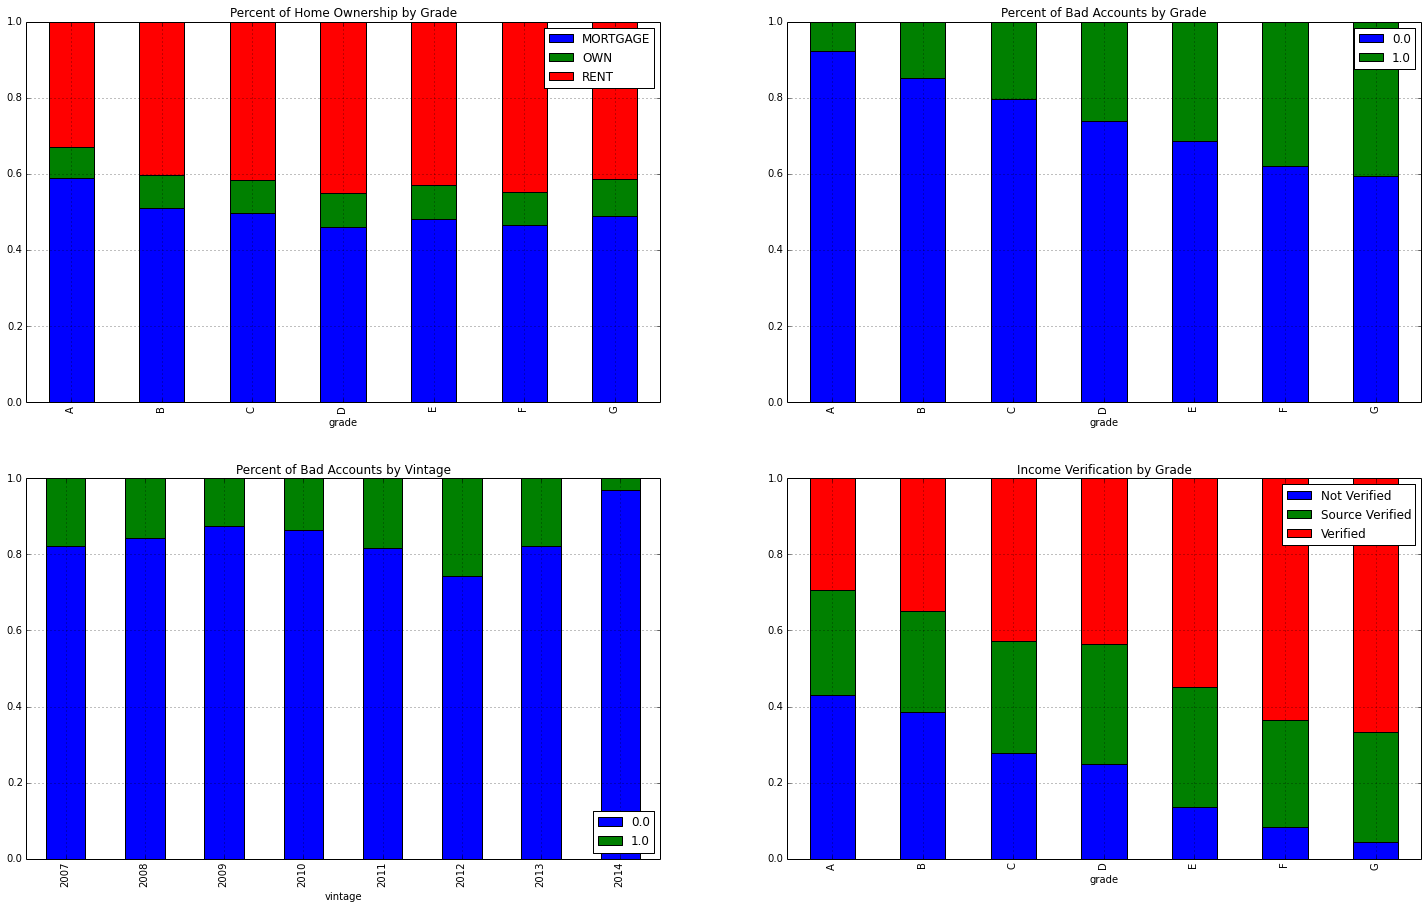 Percent of Home Ownership by Grade
1.0
0.8
0.6
0.4
0.2
0.0
MORTGAGE
OWN
RENT
A B C D E F G
grade
Percent of Bad Accounts by Grade
1.0
0.8
0.6
0.4
0.2
0.0
0.0
1.0
A B C D E F G
grade
Percent of Bad Accounts by Vintage
1.0
0.8
0.6
0.4
0.2
0.0
0.0
1.0
2007 2008 2009 2010 2011 2012 2013 2014
vintage
Income Verification by Grade
1.0
0.8
0.6
0.4
0.2
0.0
Not Verified
Source Verified
Verified
A B C D E F G
grade